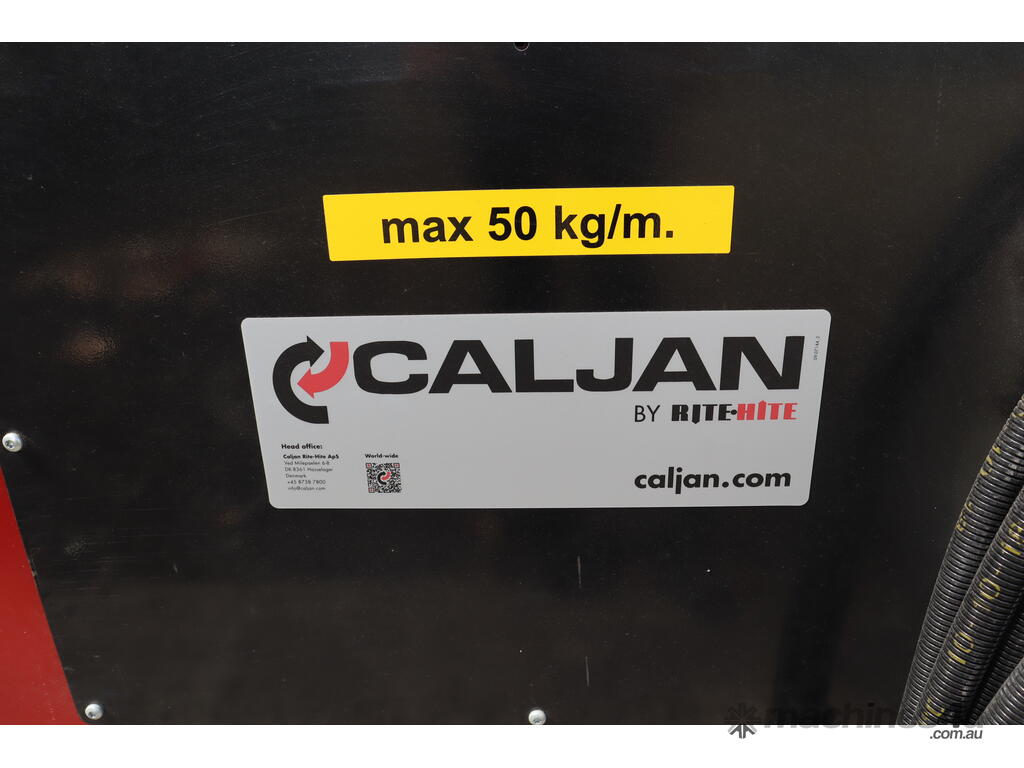 max 50 kg/m.
CALJAN
BY RITE-HITE
Head office:
Caljan Rite-Hite ApS
Ved Milepælen 6-8
DK-8361 Hasselager
Denmark
+45 8738 7800
info@caljan.com
World-wide
caljan.com
machines4u
.com.au